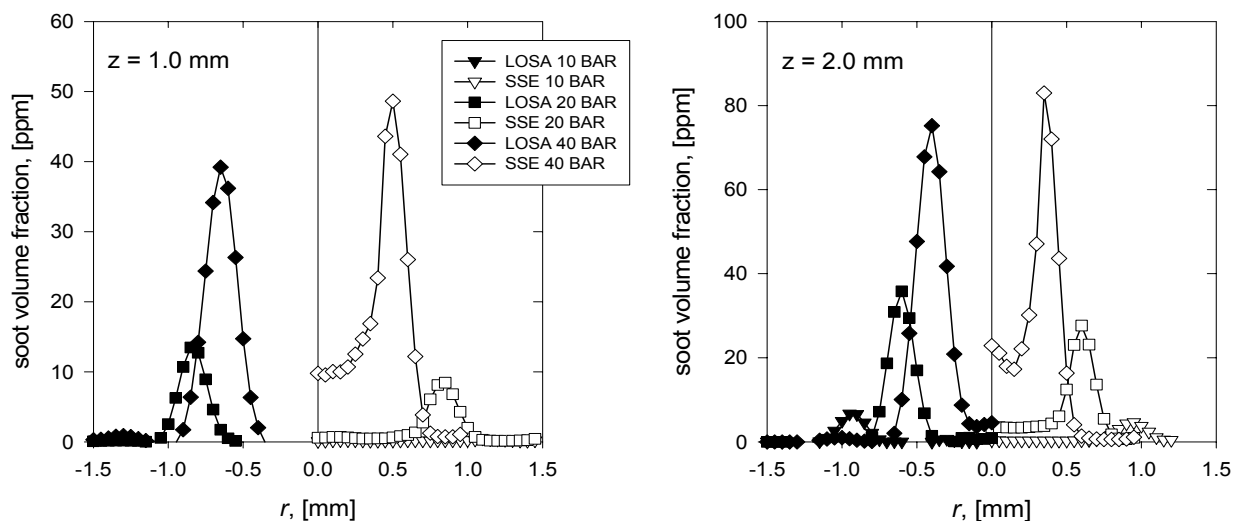 z = 1.0 mm
soot volume fraction, [ppm]
60
50
40
30
20
10
0
-1.5 -1.0 -0.5 0.0 0.5 1.0 1.5
r, [mm]
LOSA 10 BAR
SSE 10 BAR
LOSA 20 BAR
SSE 20 BAR
LOSA 40 BAR
SSE 40 BAR
z = 2.0 mm
soot volume fraction, [ppm]
100
80
60
40
20
0
-1.5 -1.0 -0.5 0.0 0.5 1.0 1.5
r, [mm]